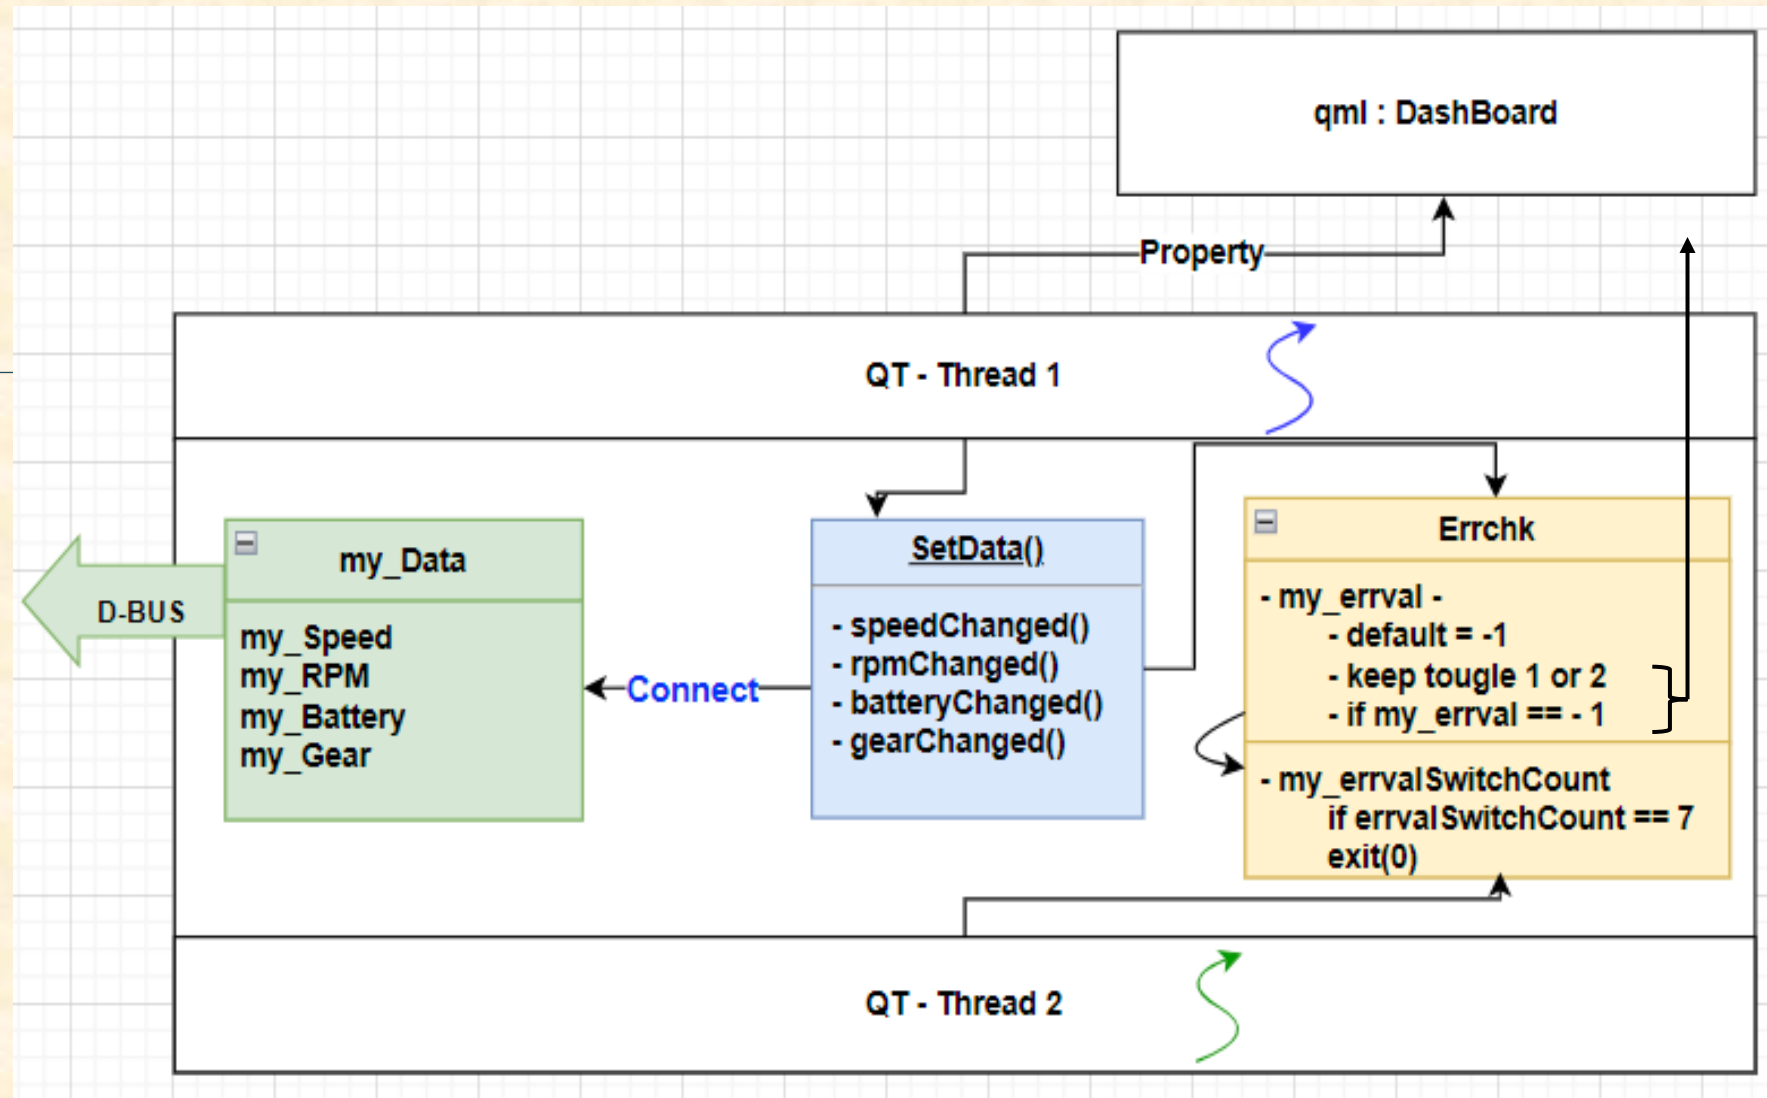 qml : DashBoard
Property
QT - Thread 1
D-BUS
my_Data
my_Speed
my_RPM
my_Battery
my_Gear
Connect
SetData()
- speedChanged()
- rpmChanged()
- batteryChanged()
- gearChanged()
Errchk
- my_errval -
- default = -1
- keep tougle 1 or 2
- if my_errval == - 1
- my_errvalSwitchCount
if errvalSwitchCount == 7
exit(0)
QT - Thread 2